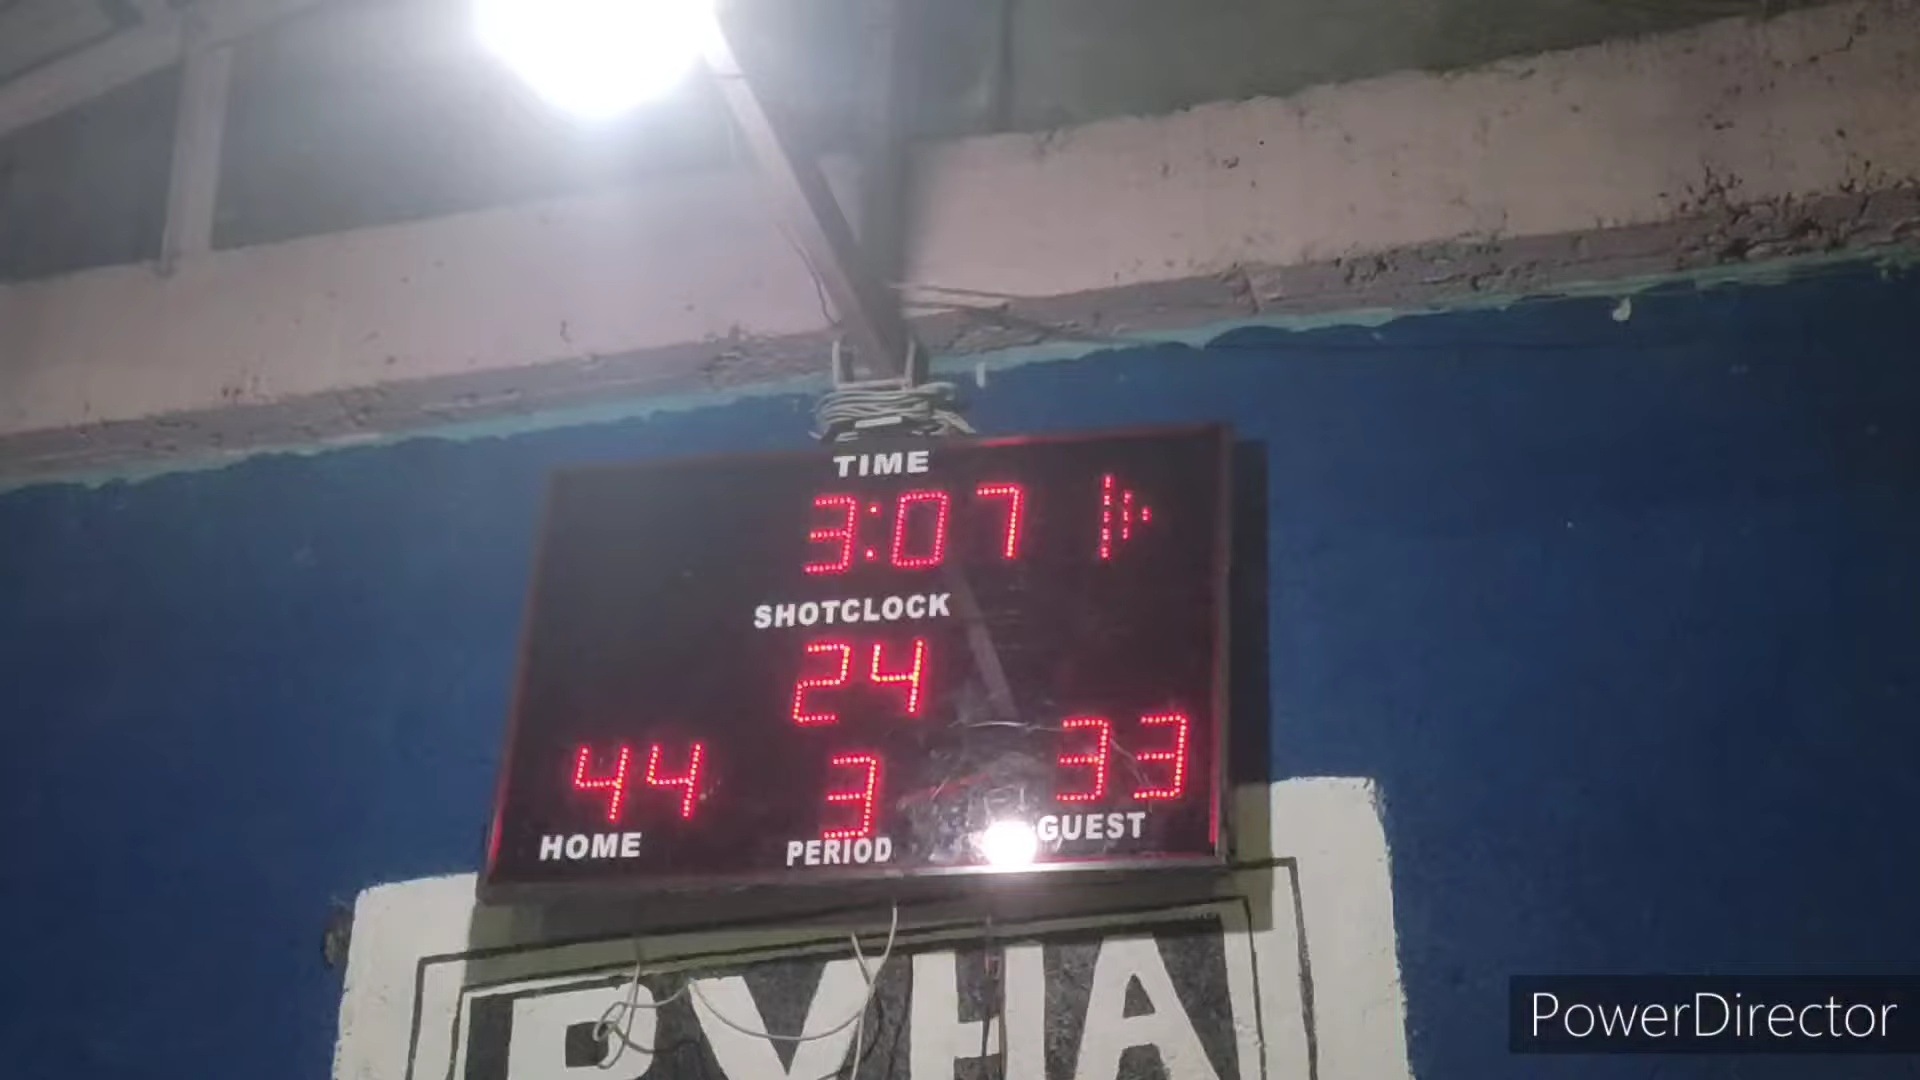 TIME
3:07
SHOTCLOCK
24
44 3 33
HOME PERIOD GUEST
PowerDirector